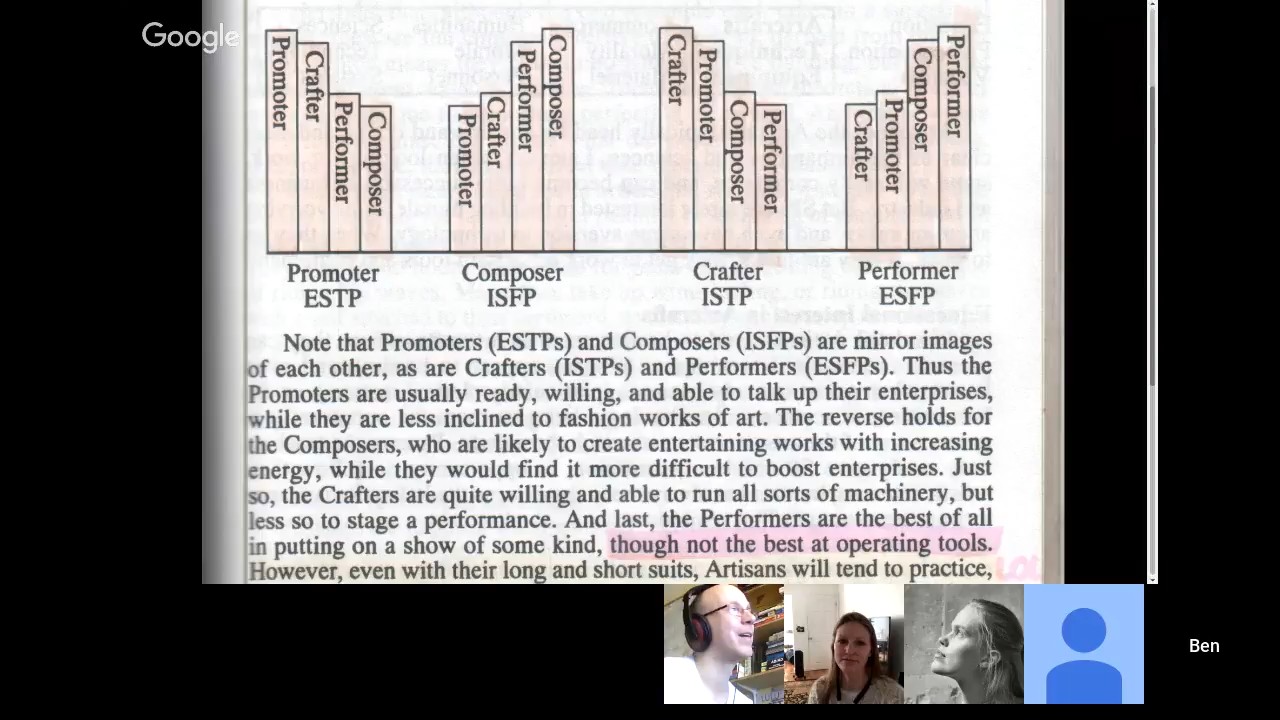 Google
Promoter
Crafter
Performer
Composer
Promoter
Crafter
Performer
Composer
Crafter
Promoter
Composer
Performer
Crafter
Promoter
Composer
Performer
Promoter Composer Crafter Performer
ESTP ISFP ISTP ESFP
Note that Promoters (ESTPs) and Composers (ISFPs) are mirror images
of each other, as are Crafters (ISTPs) and Performers (ESFPs). Thus the
Promoters are usually ready, willing, and able to talk up their enterprises,
while they are less inclined to fashion works of art. The reverse holds for
the Composers, who are likely to create entertaining works with increasing
energy, while they would find it more difficult to boost enterprises. Just
so, the Crafters are quite willing and able to run all sorts of machinery, but
less so to stage a performance. And last, the Performers are the best of all
in putting on a show of some kind, though not the best at operating tools.
However, even with their long and short suits, Artisans will tend to practice,
LOL
Ben